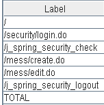 Label
/
/security/login.do
/j_spring_security_check
/mess/create.do
/mess/edit.do
/j_spring_security_logout
TOTAL